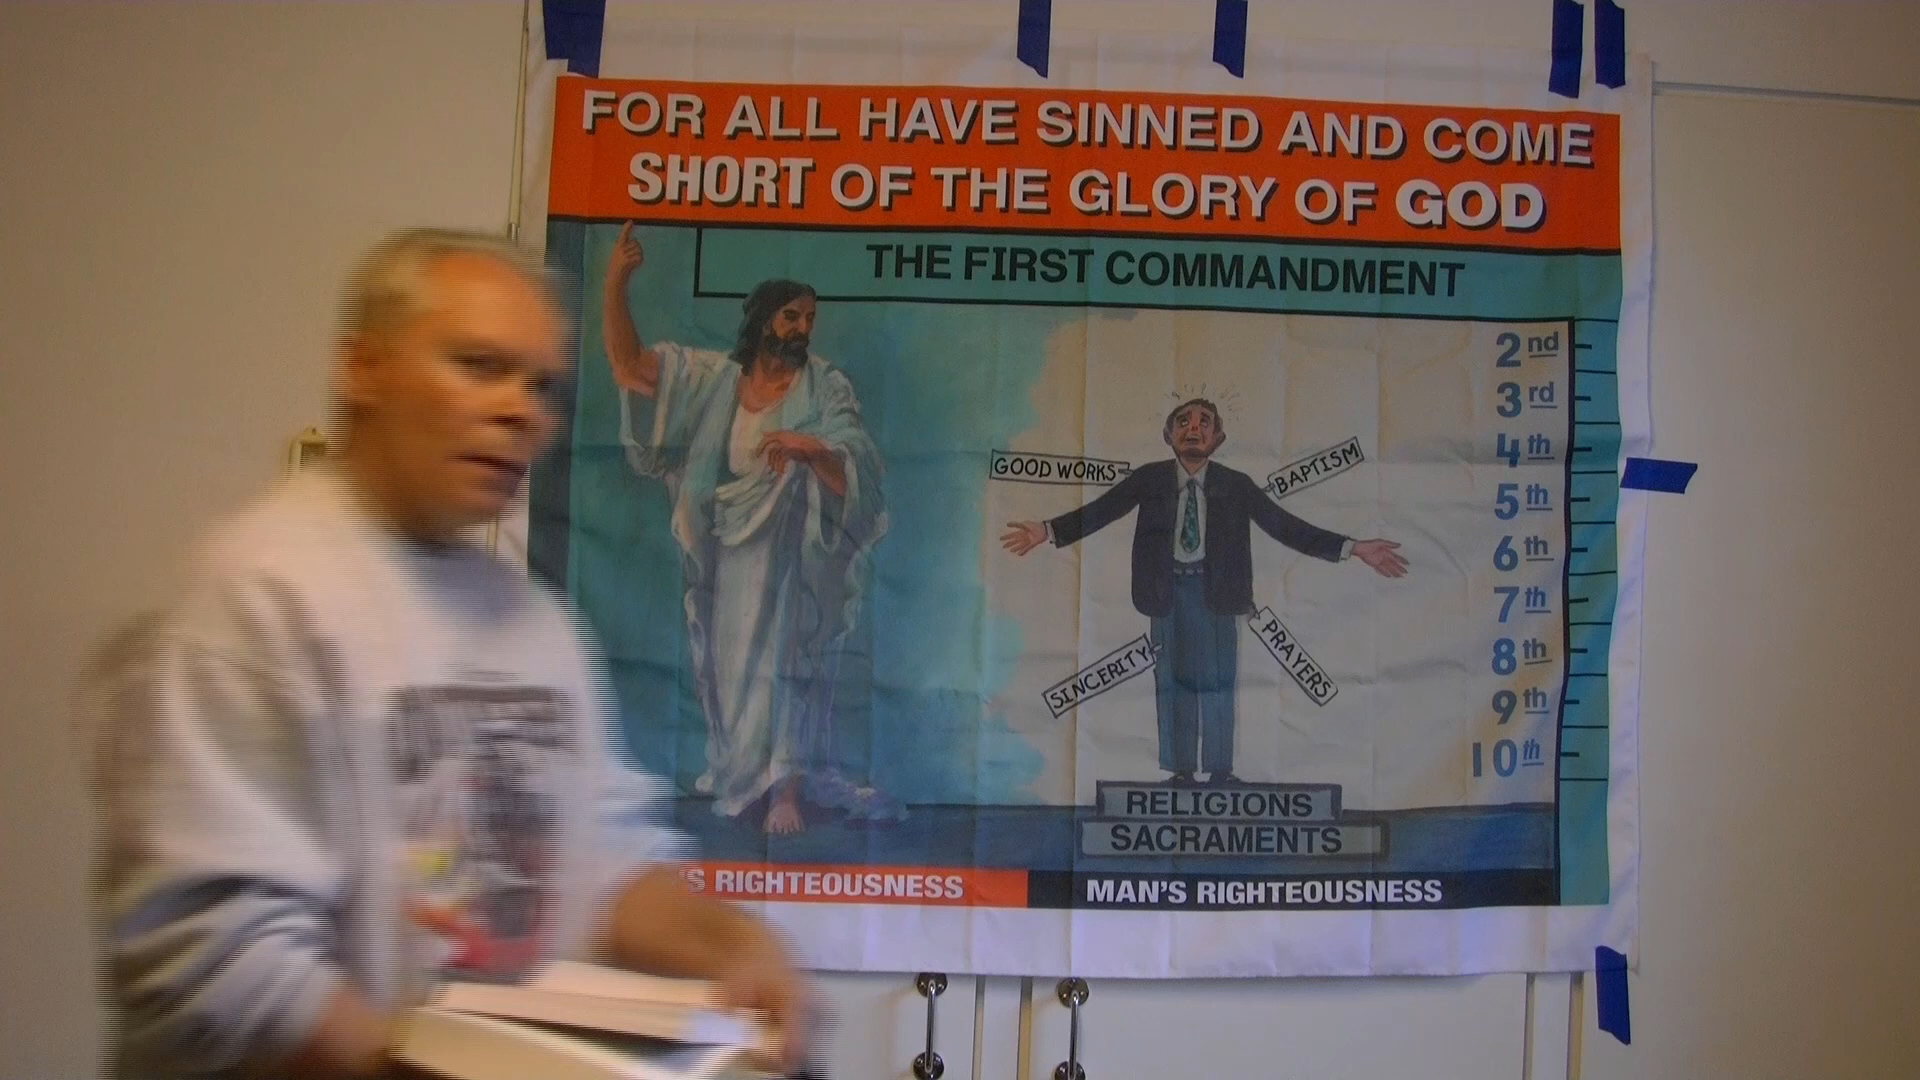 FOR ALL HAVE SINNED AND COME
SHORT OF THE GLORY OF GOD
THE FIRST COMMANDMENT
2nd
3rd
4th
5th
6th
7th
8th
9th
10th
GOOD WORKS
BAPTISM
SINCERITY
PRAYERS
RELIGIONS
SACRAMENTS
'S RIGHTEOUSNESS
MAN'S RIGHTEOUSNESS